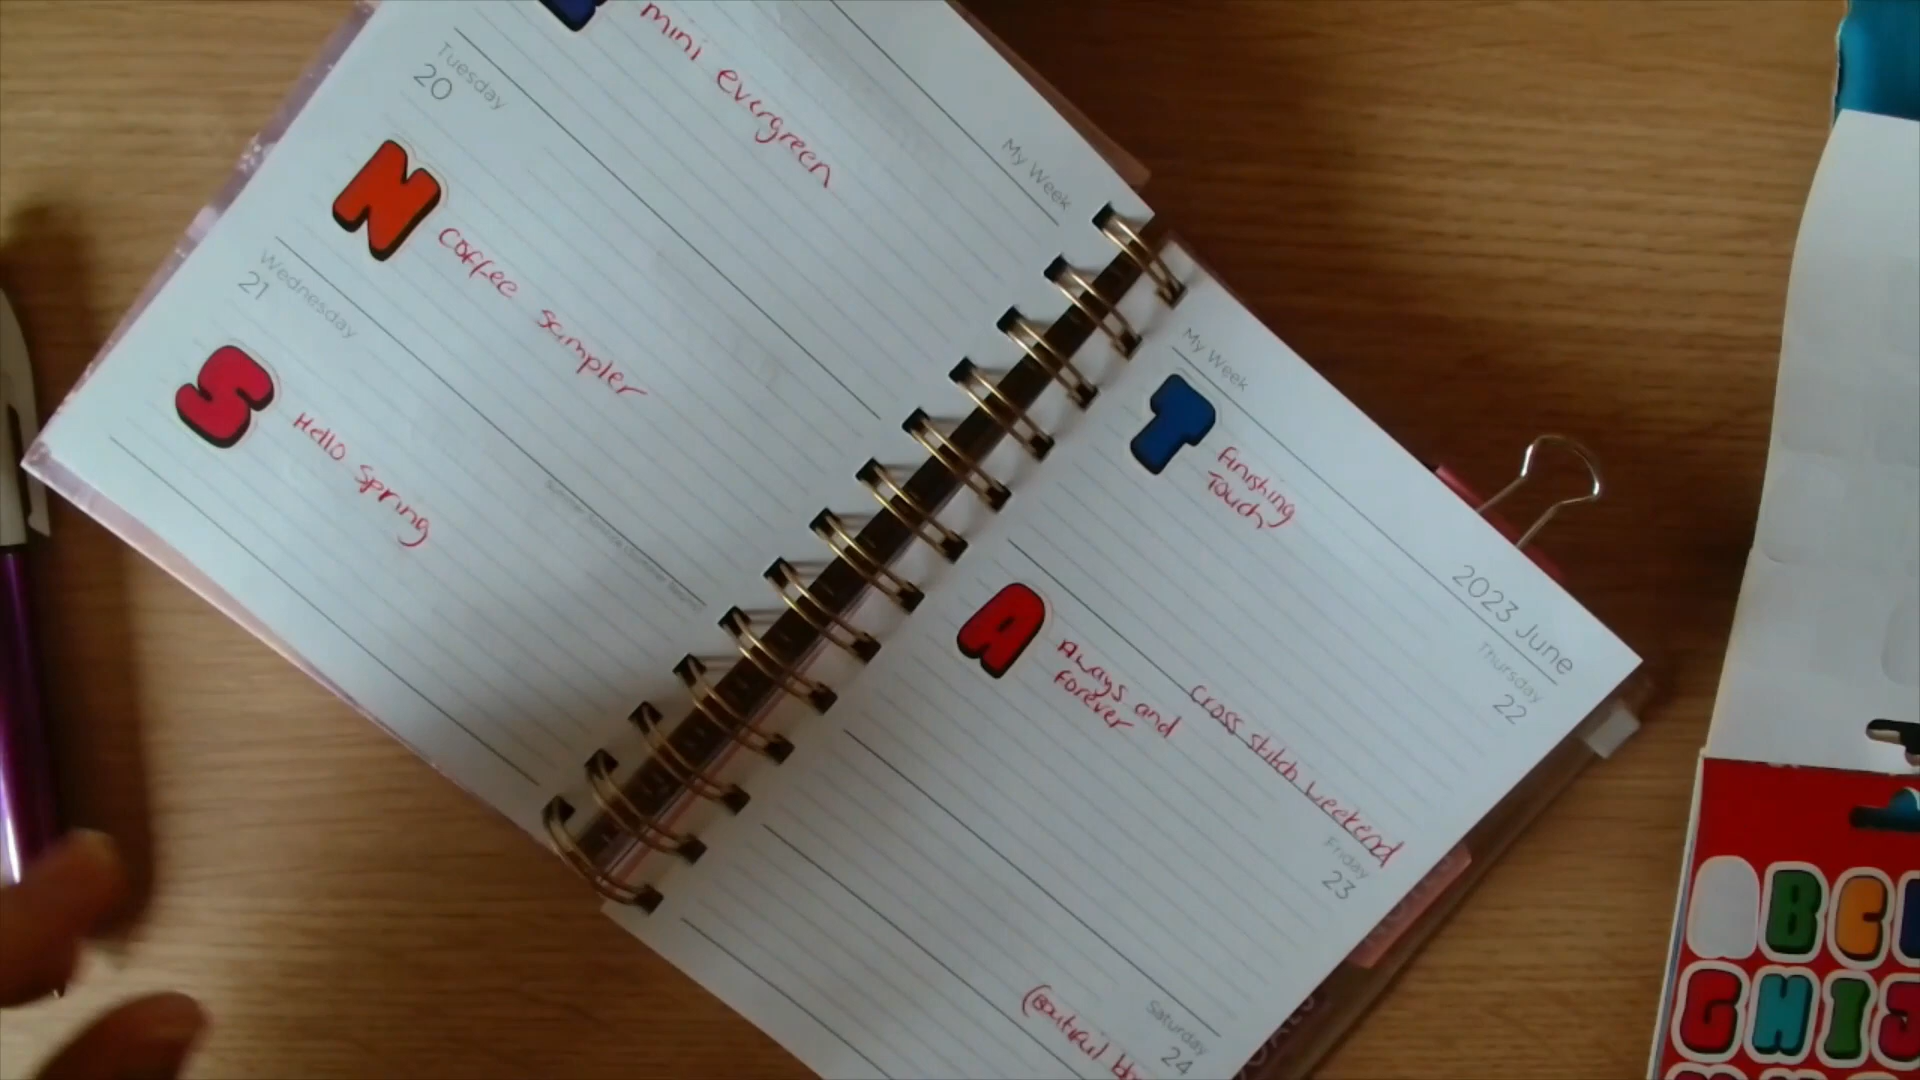 mini Evergreen
My Week
Tuesday
20
N
coffee sampler
Wednesday
21
S
Hello Spring
My Week
2023 June
Thursday
22
T
Finishing
Touch
cross stitch weekend
Friday
23
A
Always and
Forever
Saturday
24
B C
G H I J